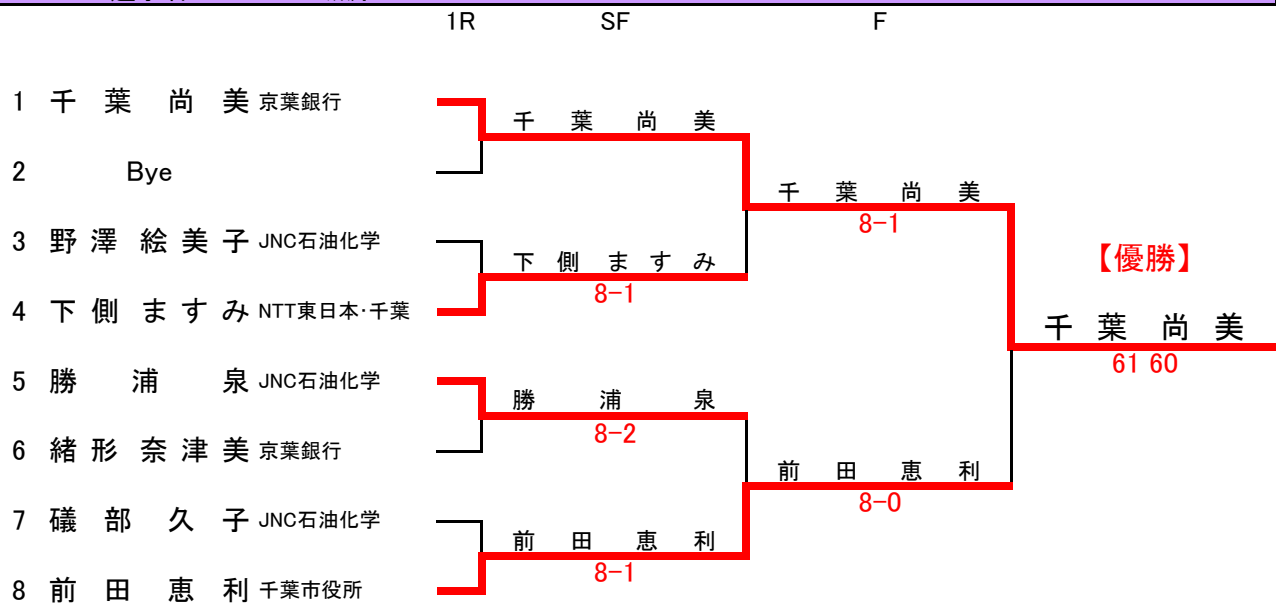 1R SF F
1 千葉 尚美 京葉銀行
千葉 尚美
2 Bye
千葉 尚美
8-1
3 野澤 絵美子 JNC石油化学
下側 ますみ
8-1
【優勝】
4 下側 ますみ NTT東日本・千葉
千葉 尚美
61 60
5 勝浦 泉 JNC石油化学
勝浦 泉
8-2
6 緒形 奈津美 京葉銀行
前田 恵利
8-0
7 礒部 久子 JNC石油化学
前田 恵利
8-1
8 前田 恵利 千葉市役所